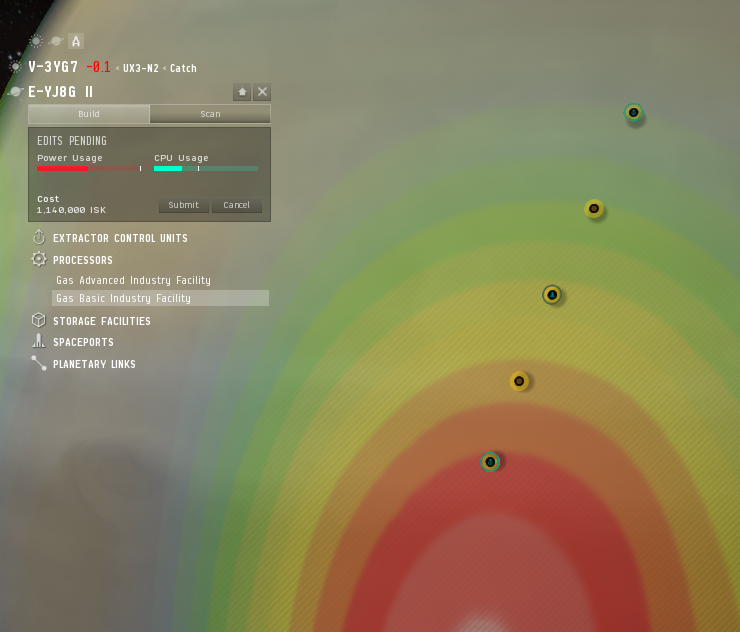 A
V-3YG7 -0.1 < UX3-N2 < Catch
E-YJ8G II
Build Scan
EDITS PENDING
Power Usage CPU Usage
Cost
1,140,000 ISK
Submit Cancel
EXTRACTOR CONTROL UNITS
PROCESSORS
Gas Advanced Industry Facility
Gas Basic Industry Facility
STORAGE FACILITIES
SPACEPORTS
PLANETARY LINKS